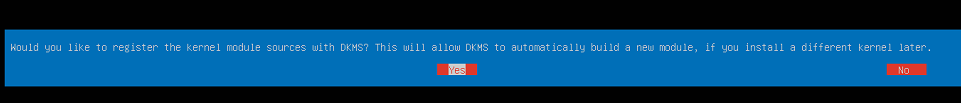 Would you like to register the kernel module sources with DKMS? This will allow DKMS to automatically build a new module, if you install a different kernel later.
Yes No